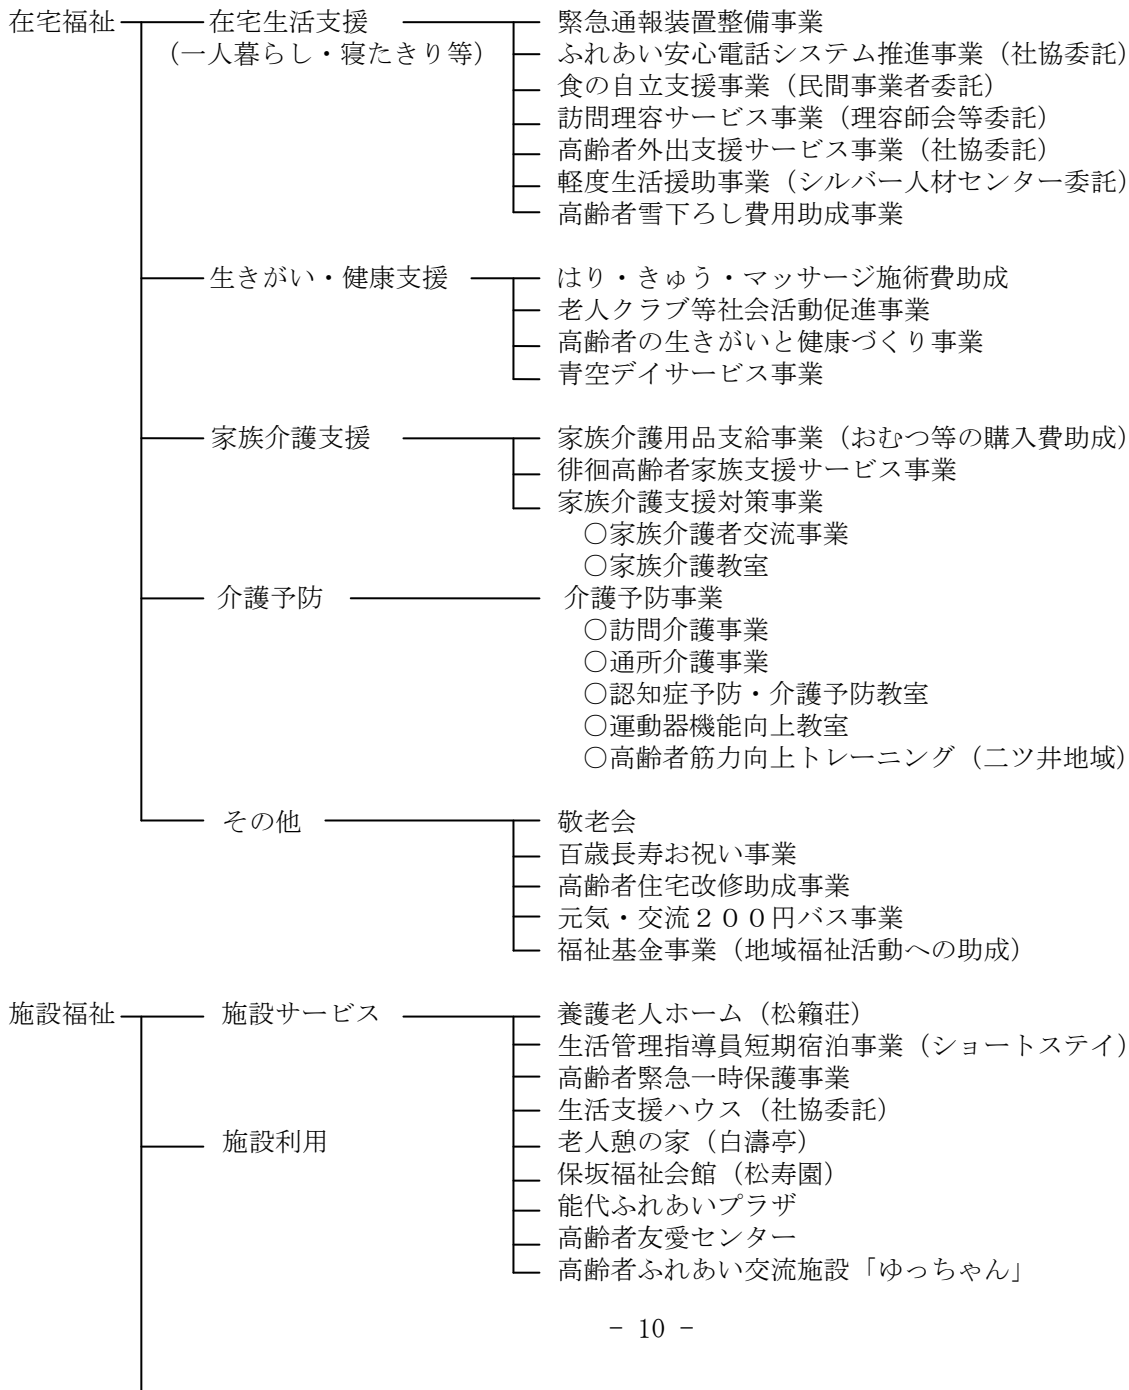 在宅福祉 在宅生活支援 緊急通報装置整備事業
（一人暮らし・寝たきり等） ふれあい安心電話システム推進事業（社協委託）
食の自立支援事業（民間事業者委託）
訪問理容サービス事業（理容師会等委託）
高齢者外出支援サービス事業（社協委託）
軽度生活援助事業（シルバー人材センター委託）
高齢者雪下ろし費用助成事業
生きがい・健康支援 はり・きゅう・マッサージ施術費助成
老人クラブ等社会活動促進事業
高齢者の生きがいと健康づくり事業
青空デイサービス事業
家族介護支援 家族介護用品支給事業（おむつ等の購入費助成）
徘徊高齢者家族支援サービス事業
家族介護支援対策事業
○家族介護者交流事業
○家族介護教室
介護予防 介護予防事業
○訪問介護事業
○通所介護事業
○認知症予防・介護予防教室
○運動器機能向上教室
○高齢者筋力向上トレーニング（二ツ井地域）
その他 敬老会
百歳長寿お祝い事業
高齢者住宅改修助成事業
元気・交流２００円バス事業
福祉基金事業（地域福祉活動への助成）
施設福祉 施設サービス 養護老人ホーム（松籟荘）
生活管理指導員短期宿泊事業（ショートステイ）
高齢者緊急一時保護事業
生活支援ハウス（社協委託）
施設利用 老人憩の家（白濤亭）
保坂福祉会館（松寿園）
能代ふれあいプラザ
高齢者友愛センター
高齢者ふれあい交流施設「ゆっちゃん」
- 10 -